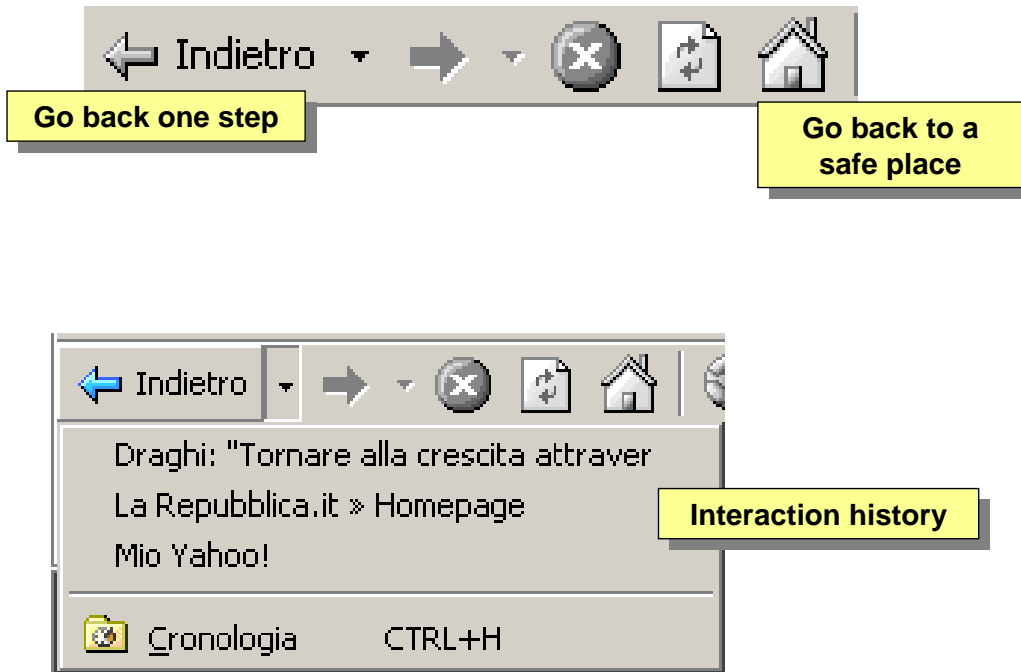 Indietro
Go back one step
Go back to a
safe place
Indietro
Draghi: "Tornare alla crescita attraver
La Repubblica.it » Homepage
Interaction history
Mio Yahoo!
Cronologia CTRL+H